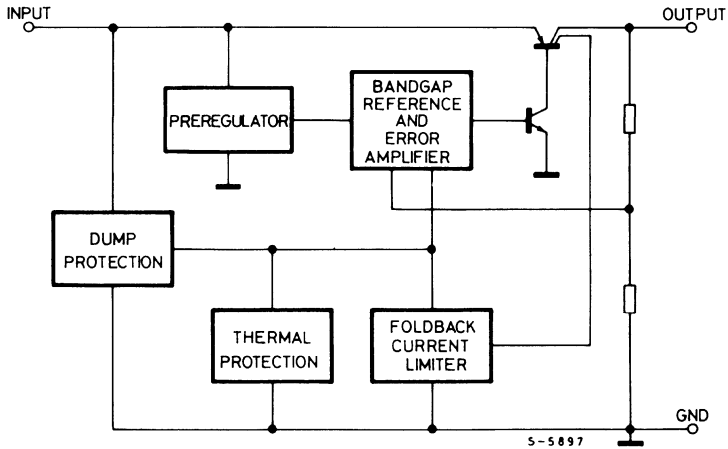 INPUT
OUTPUT
PREREGULATOR
BANDGAP
REFERENCE
AND
ERROR
AMPLIFIER
DUMP
PROTECTION
THERMAL
PROTECTION
FOLDBACK
CURRENT
LIMITER
GND
S-5897